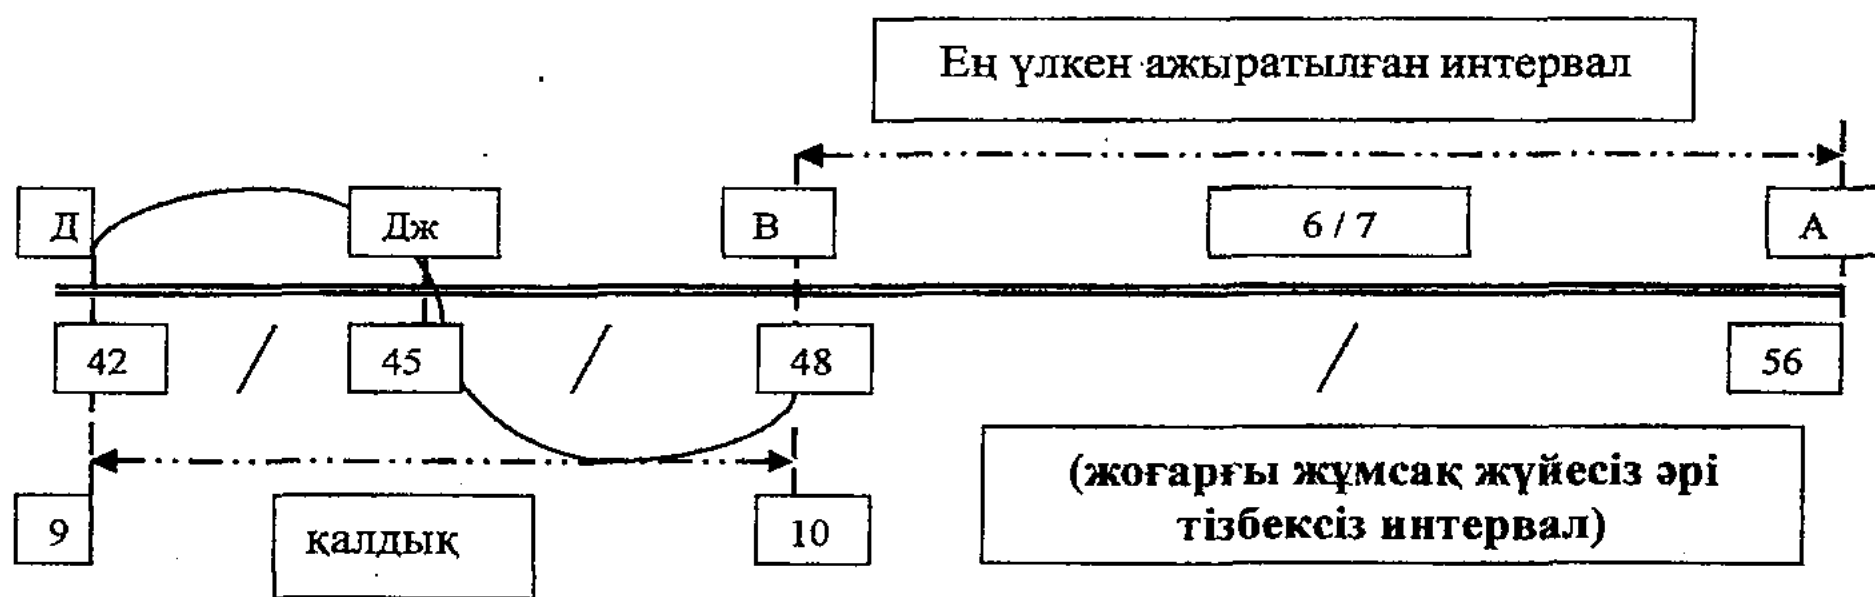 Ең үлкен ажыратылған интервал
Д Дж В 6 / 7 А
42 / 45 / 48 / 56
(жоғарғы жұмсақ жүйесіз әрі
тізбексіз интервал)
9 қалдық 10